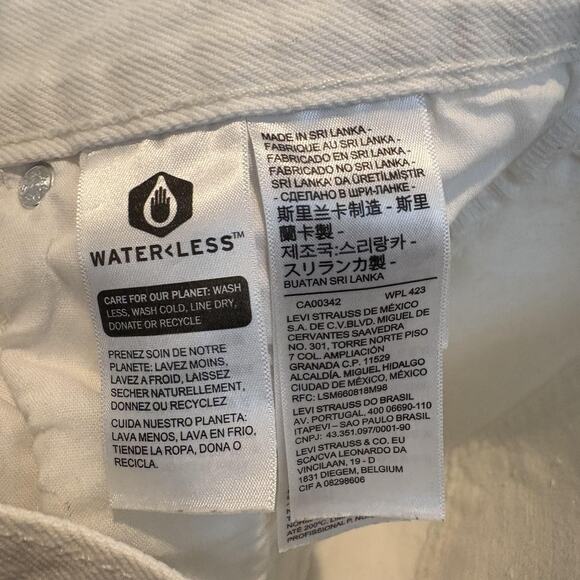 WATER<LESS™
CARE FOR OUR PLANET: WASH
LESS, WASH COLD, LINE DRY,
DONATE OR RECYCLE
PRENEZ SOIN DE NOTRE
PLANETE: LAVEZ MOINS,
LAVEZ A FROID, LAISSEZ
SECHER NATURELLEMENT,
DONNEZ OU RECYCLEZ
CUIDA NUESTRO PLANETA:
LAVA MENOS, LAVA EN FRIO,
TIENDE LA ROPA, DONA O
RECICLA.
MADE IN SRI LANKA -
FABRIQUE AU SRI LANKA -
FABRICADO EN SRI LANKA -
FABRICADO NO SRI LANKA -
SRİ LANKA'DA ÜRETİLMİŞTİR
- СДЕЛАНО В ШРИ-ЛАНКЕ -
斯里兰卡制造 - 斯里
蘭卡製 -
제조국:스리랑카 -
スリランカ製 -
BUATAN SRI LANKA
CA00342 WPL 423
LEVI STRAUSS DE MÉXICO
S.A. DE C.V.BLVD. MIGUEL DE
CERVANTES SAAVEDRA
NO. 301, TORRE NORTE PISO
7 COL. AMPLIACIÓN
GRANADA C.P. 11529
ALCALDÍA. MIGUEL HIDALGO
CIUDAD DE MÉXICO, MÉXICO
RFC: LSM660818M98
LEVI STRAUSS DO BRASIL
AV. PORTUGAL, 400 06690-110
ITAPEVI – SAO PAULO BRASIL
CNPJ: 43.351.097/0001-90
LEVI STRAUSS & CO. EU
SCA/CVA LEONARDO DA
VINCILAAN, 19 - D
1831 DIEGEM, BELGIUM
CIF A 08298606
ATÉ 200°C.
PROFISSIONAL P,